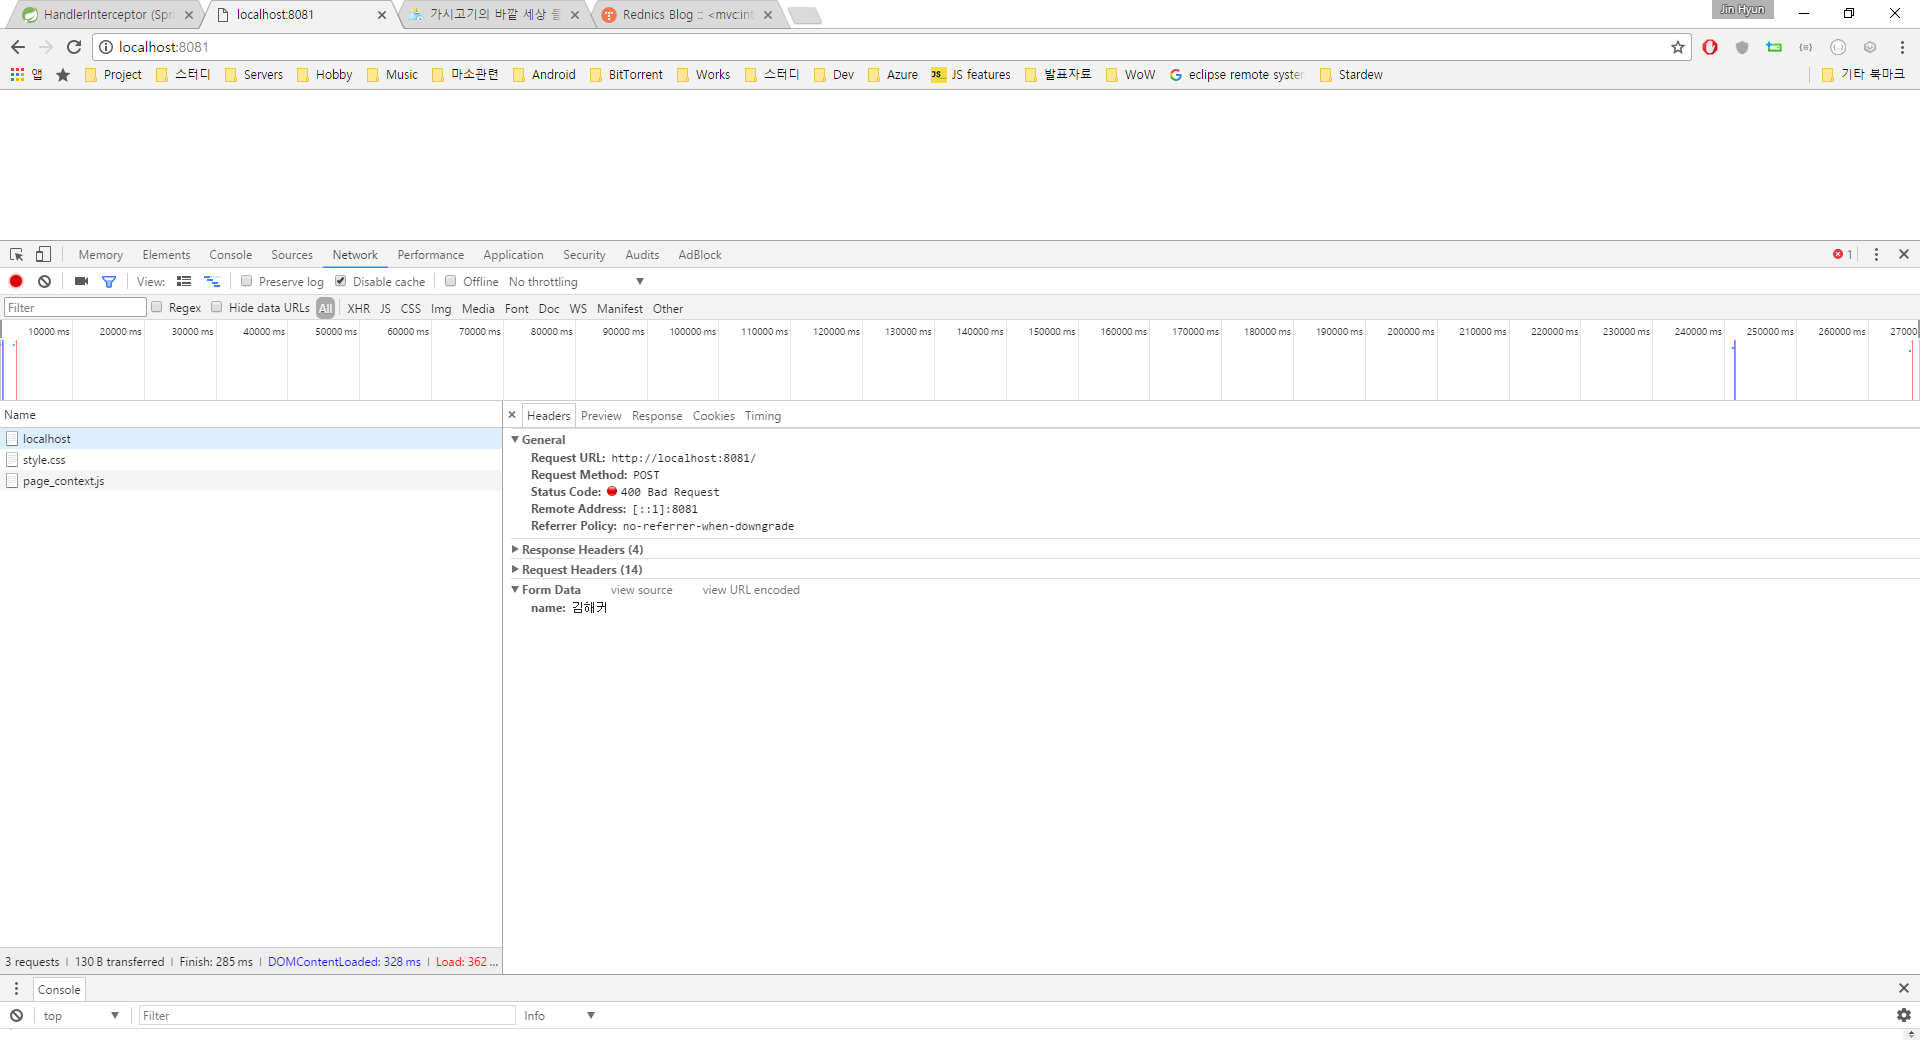 HandlerInterceptor (Spri
localhost:8081
가시고기의 바깥 세상
Rednics Blog :: <mvc:int
Jin Hyun
localhost:8081
앱 Project 스터디 Servers Hobby Music 마소관련 Android BitTorrent Works 스터디 Dev Azure JS JS features 발표자료 WoW eclipse remote syste Stardew 기타 북마크
Memory Elements Console Sources Network Performance Application Security Audits AdBlock 1
View: Preserve log Disable cache Offline No throttling
Filter Regex Hide data URLs All XHR JS CSS Img Media Font Doc WS Manifest Other
10000 ms 20000 ms 30000 ms 40000 ms 50000 ms 60000 ms 70000 ms 80000 ms 90000 ms 100000 ms 110000 ms 120000 ms 130000 ms 140000 ms 150000 ms 160000 ms 170000 ms 180000 ms 190000 ms 200000 ms 210000 ms 220000 ms 230000 ms 240000 ms 250000 ms 260000 ms 27000
Name
localhost
style.css
page_context.js
Headers Preview Response Cookies Timing
General
Request URL: http://localhost:8081/
Request Method: POST
Status Code: 400 Bad Request
Remote Address: [::1]:8081
Referrer Policy: no-referrer-when-downgrade
Response Headers (4)
Request Headers (14)
Form Data view source view URL encoded
name: 김해커
3 requests | 130 B transferred | Finish: 285 ms | DOMContentLoaded: 328 ms | Load: 362 ...
Console
top Filter Info